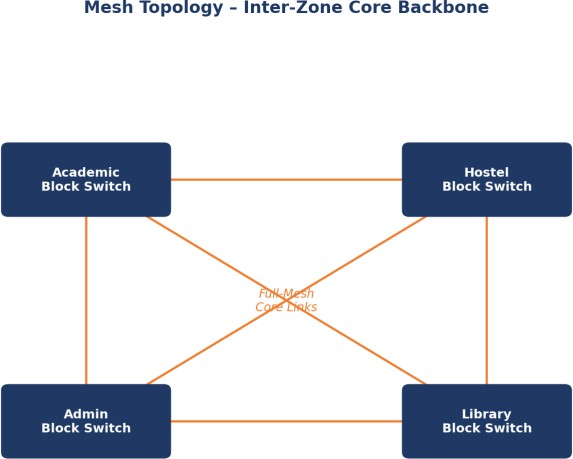 Mesh Topology – Inter-Zone Core Backbone
Academic
Block Switch
Hostel
Block Switch
Full-Mesh
Core Links
Admin
Block Switch
Library
Block Switch